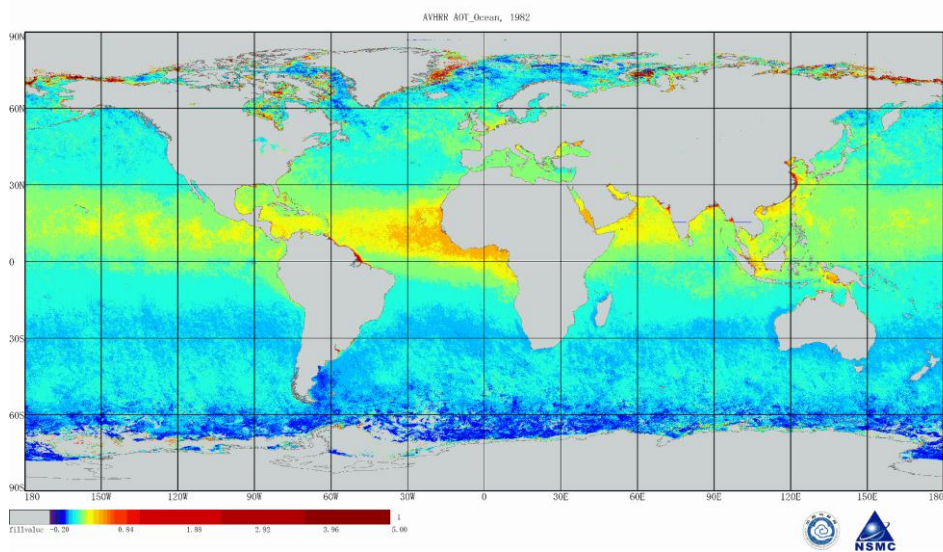 AVHRR AOT_Ocean, 1982
90N
60N
30N
0
30S
60S
90S
180 150W 120W 90W 60W 30W 0 30E 60E 90E 120E 150E 180
1
fillvalue -0.20 0.84 1.88 2.92 3.96 5.00
NSMC